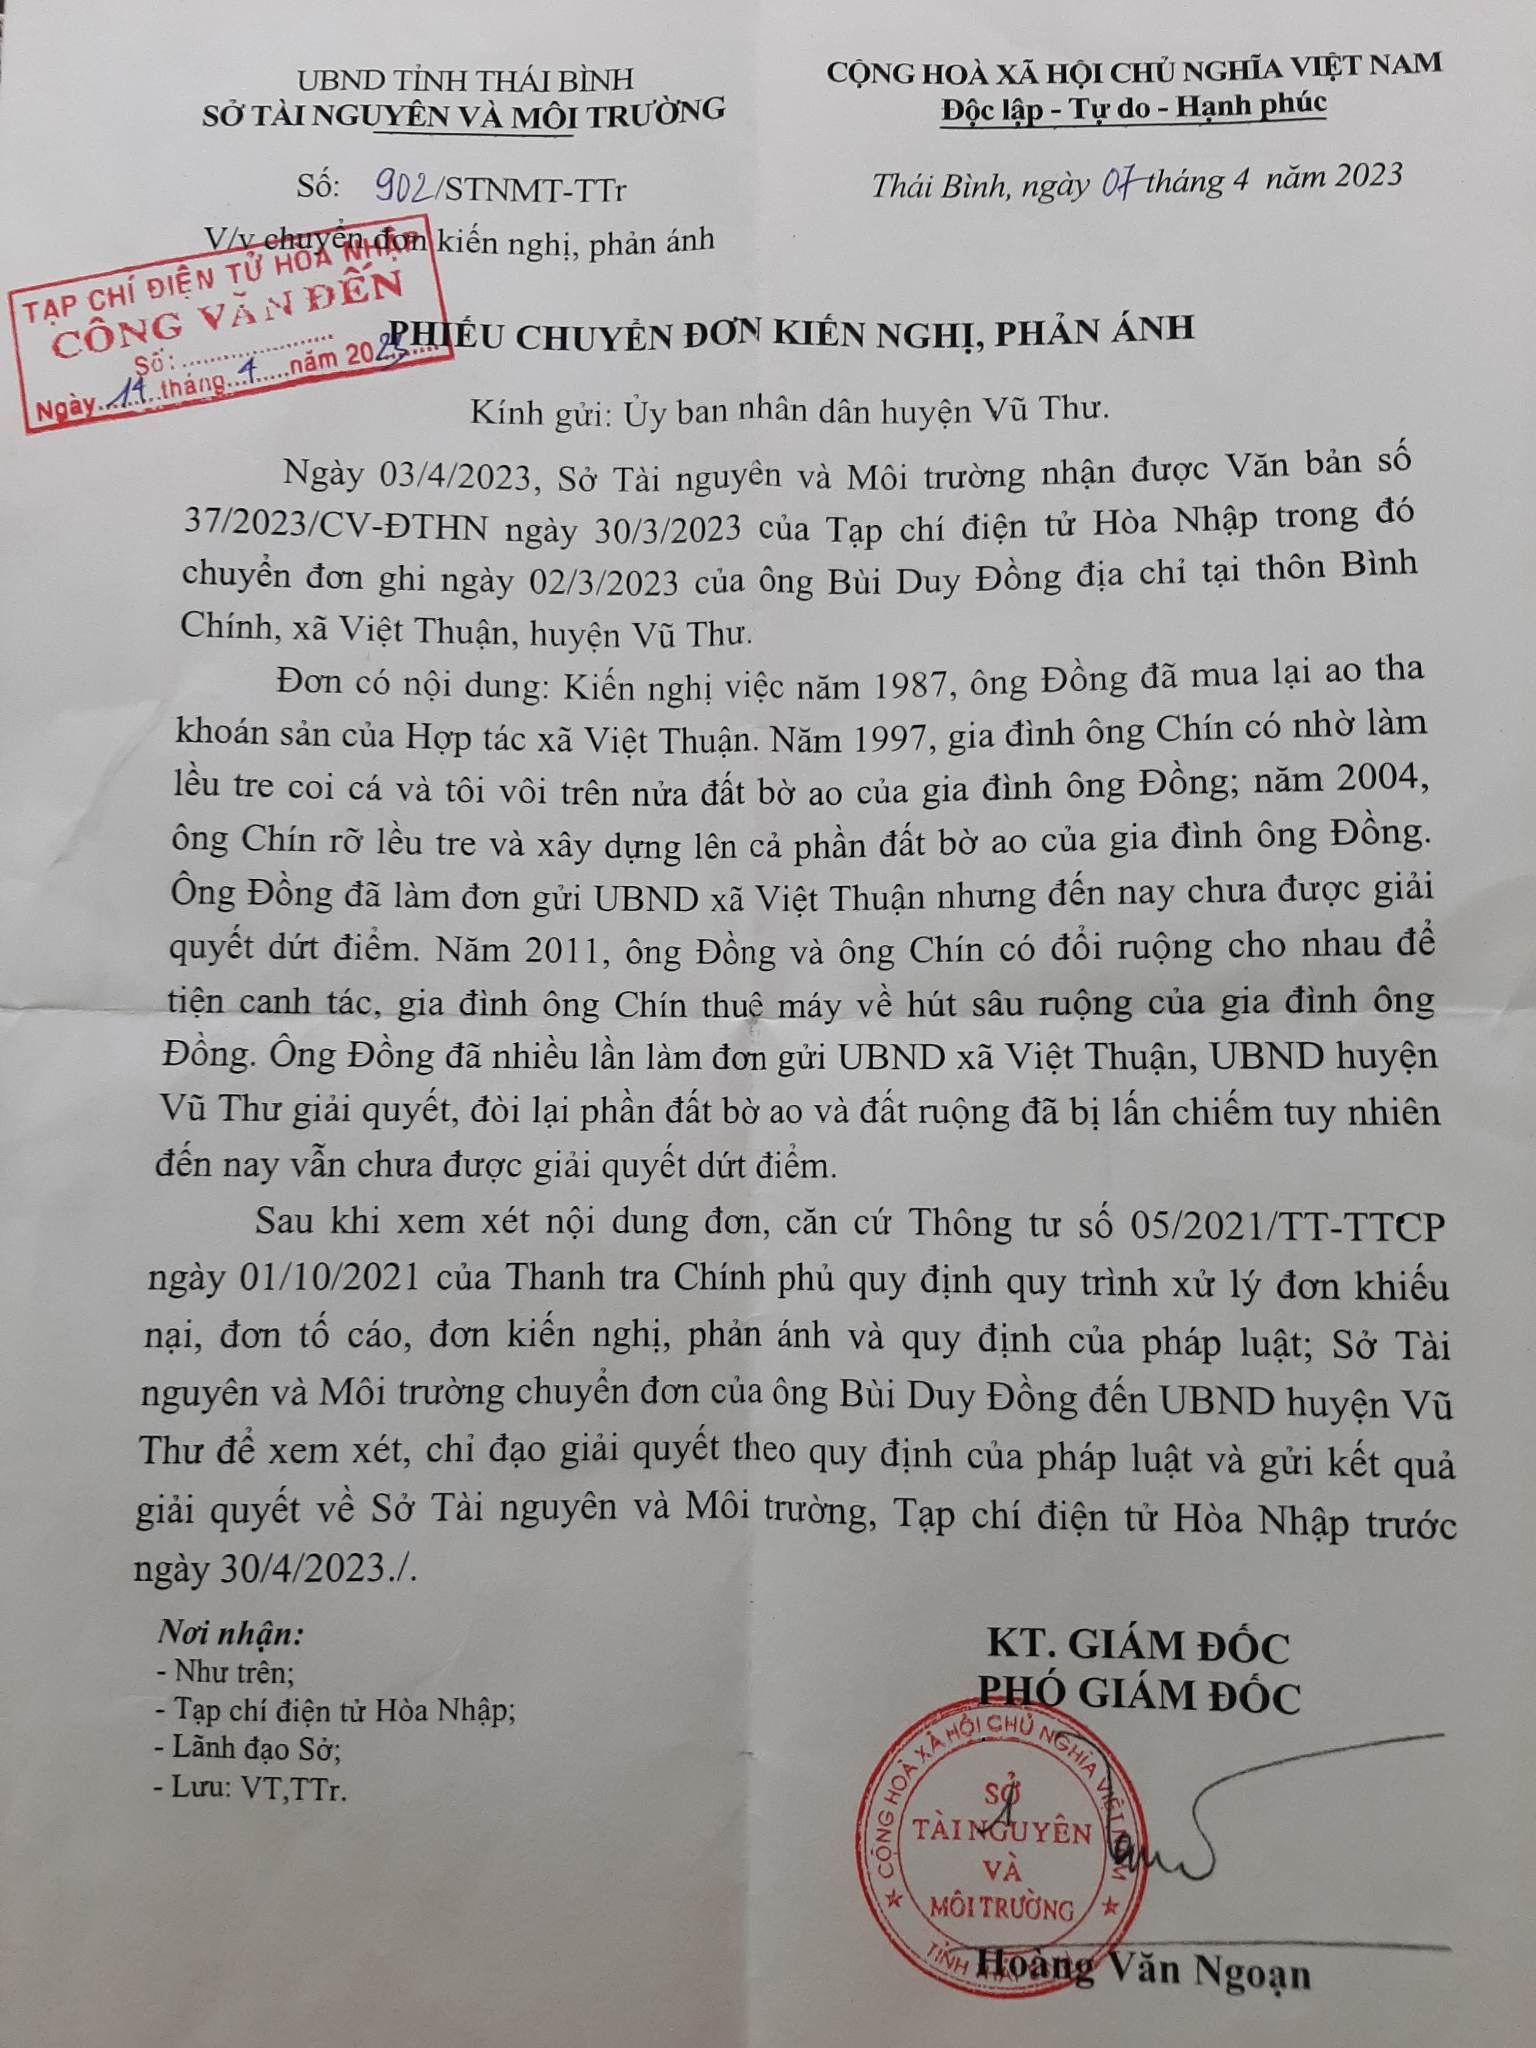 UBND TỈNH THÁI BÌNH
SỞ TÀI NGUYÊN VÀ MÔI TRƯỜNG
CỘNG HOÀ XÃ HỘI CHỦ NGHĨA VIỆT NAM
Độc lập - Tự do - Hạnh phúc
Số: 902/STNMT-TTr
Thái Bình, ngày 07 tháng 4 năm 2023
V/v chuyển đơn kiến nghị, phản ánh
TẠP CHÍ ĐIỆN TỬ HOÀ NHẬP
CÔNG VĂN ĐẾN
Số:....................
Ngày...14...tháng...4...năm 2023
PHIẾU CHUYỂN ĐƠN KIẾN NGHỊ, PHẢN ÁNH
Kính gửi: Ủy ban nhân dân huyện Vũ Thư.
Ngày 03/4/2023, Sở Tài nguyên và Môi trường nhận được Văn bản số
37/2023/CV-ĐTHN ngày 30/3/2023 của Tạp chí điện tử Hòa Nhập trong đó
chuyển đơn ghi ngày 02/3/2023 của ông Bùi Duy Đồng địa chỉ tại thôn Bình
Chính, xã Việt Thuận, huyện Vũ Thư.
Đơn có nội dung: Kiến nghị việc năm 1987, ông Đồng đã mua lại ao tha
khoán sản của Hợp tác xã Việt Thuận. Năm 1997, gia đình ông Chín có nhờ làm
lều tre coi cá và tôi vôi trên nửa đất bờ ao của gia đình ông Đồng; năm 2004,
ông Chín rỡ lều tre và xây dựng lên cả phần đất bờ ao của gia đình ông Đồng.
Ông Đồng đã làm đơn gửi UBND xã Việt Thuận nhưng đến nay chưa được giải
quyết dứt điểm. Năm 2011, ông Đồng và ông Chín có đổi ruộng cho nhau để
tiện canh tác, gia đình ông Chín thuê máy về hút sâu ruộng của gia đình ông
Đồng. Ông Đồng đã nhiều lần làm đơn gửi UBND xã Việt Thuận, UBND huyện
Vũ Thư giải quyết, đòi lại phần đất bờ ao và đất ruộng đã bị lấn chiếm tuy nhiên
đến nay vẫn chưa được giải quyết dứt điểm.
Sau khi xem xét nội dung đơn, căn cứ Thông tư số 05/2021/TT-TTCP
ngày 01/10/2021 của Thanh tra Chính phủ quy định quy trình xử lý đơn khiếu
nại, đơn tố cáo, đơn kiến nghị, phản ánh và quy định của pháp luật; Sở Tài
nguyên và Môi trường chuyển đơn của ông Bùi Duy Đồng đến UBND huyện Vũ
Thư để xem xét, chỉ đạo giải quyết theo quy định của pháp luật và gửi kết quả
giải quyết về Sở Tài nguyên và Môi trường, Tạp chí điện tử Hòa Nhập trước
ngày 30/4/2023./.
Nơi nhận:
- Như trên;
- Tạp chí điện tử Hòa Nhập;
- Lãnh đạo Sở;
- Lưu: VT,TTr.
KT. GIÁM ĐỐC
PHÓ GIÁM ĐỐC
CỘNG HOÀ XÃ HỘI CHỦ NGHĨA VIỆT NAM
SỞ
TÀI NGUYÊN
VÀ
MÔI TRƯỜNG
TỈNH THÁI
Hoàng Văn Ngoạn